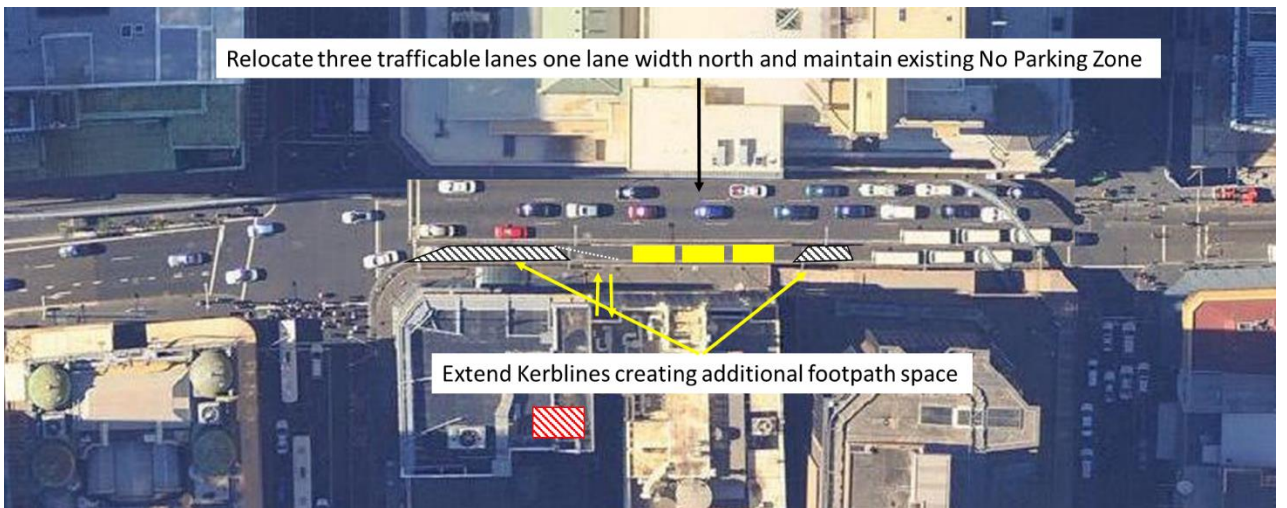 Relocate three trafficable lanes one lane width north and maintain existing No Parking Zone
Extend Kerblines creating additional footpath space